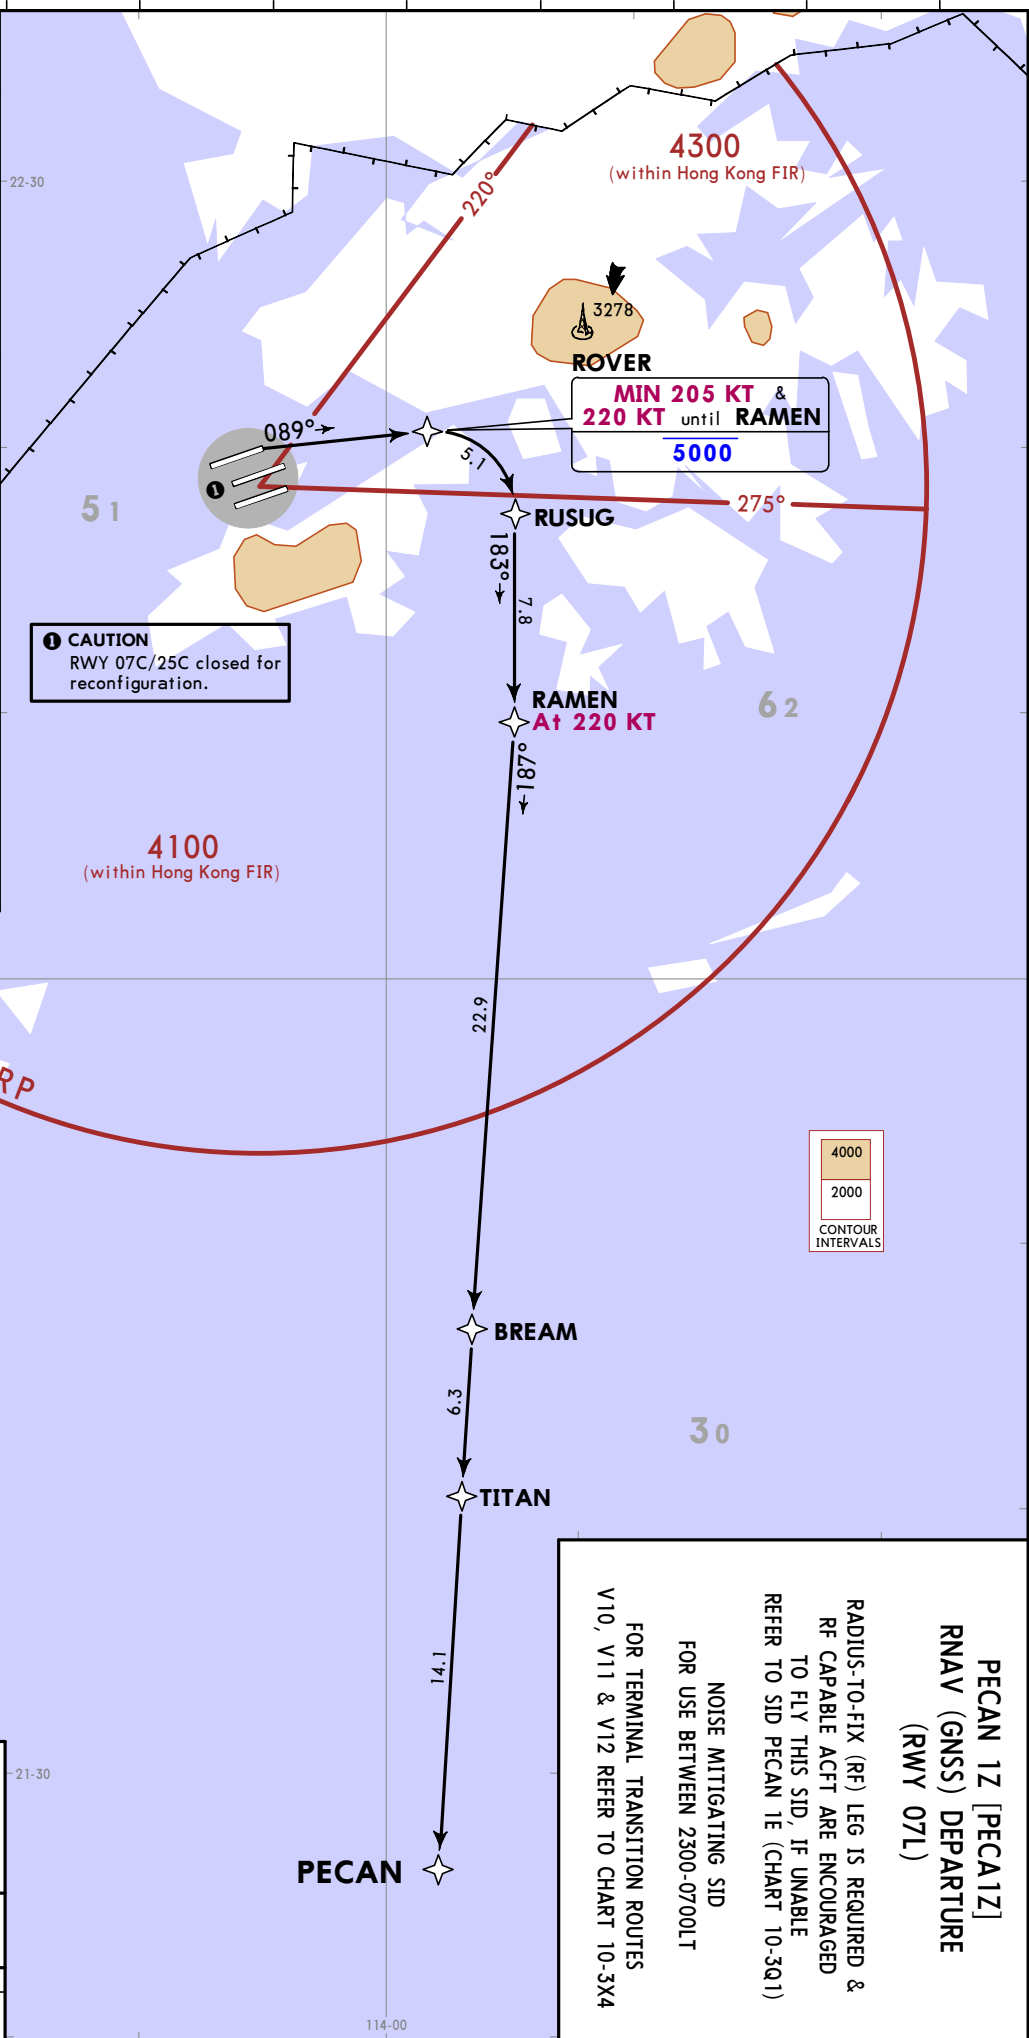 22-30
4300
(within Hong Kong FIR)
220°
3278
ROVER
MIN 205 KT &
220 KT until RAMEN
5000
089°
5.1
1
51
275°
RUSUG
183°
7.8
1 CAUTION
RWY 07C/25C closed for
reconfiguration.
RAMEN
At 220 KT
62
187°
4100
(within Hong Kong FIR)
22.9
RP
4000
2000
CONTOUR
INTERVALS
BREAM
6.3
30
TITAN
14.1
21-30
PECAN
114-00
PECAN 1Z [PECA1Z]
RNAV (GNSS) DEPARTURE
(RWY 07L)
RADIUS-TO-FIX (RF) LEG IS REQUIRED &
RF CAPABLE ACFT ARE ENCOURAGED
TO FLY THIS SID, IF UNABLE
REFER TO SID PECAN 1E (CHART 10-3Q1)
NOISE MITIGATING SID
FOR USE BETWEEN 2300-0700LT
FOR TERMINAL TRANSITION ROUTES
V10, V11 & V12 REFER TO CHART 10-3X4